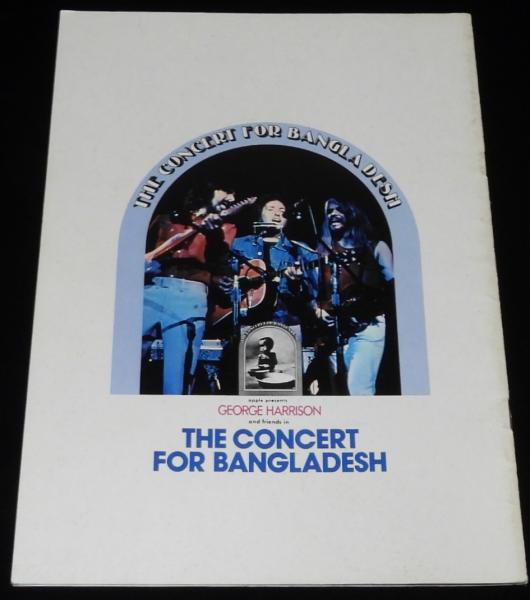 THE CONCERT FOR BANGLA DESH
apple presents
GEORGE HARRISON
and friends in
THE CONCERT
FOR BANGLADESH